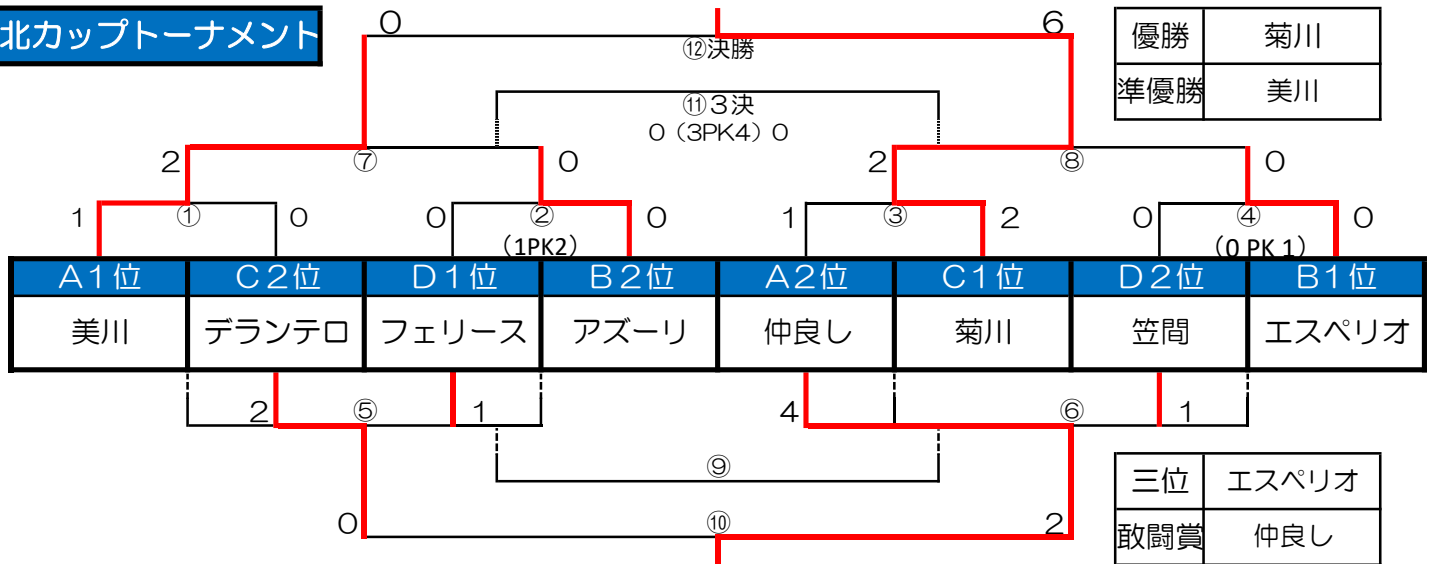 北カップトーナメント
0 6
⑫決勝
優勝 菊川
準優勝 美川
⑪3決
0（3PK4）0
2 ⑦ 0 2 ⑧ 0
1 ① 0 0 ② 0 1 ③ 2 0 ④ 0
（1PK2） （0 PK 1）
A1位 C2位 D1位 B2位 A2位 C1位 D2位 B1位
美川 デランテロ フェリース アズーリ 仲良し 菊川 笠間 エスペリオ
2 ⑤ 1 4 ⑥ 1
⑨
0 ⑩ 2
三位 エスペリオ
敢闘賞 仲良し